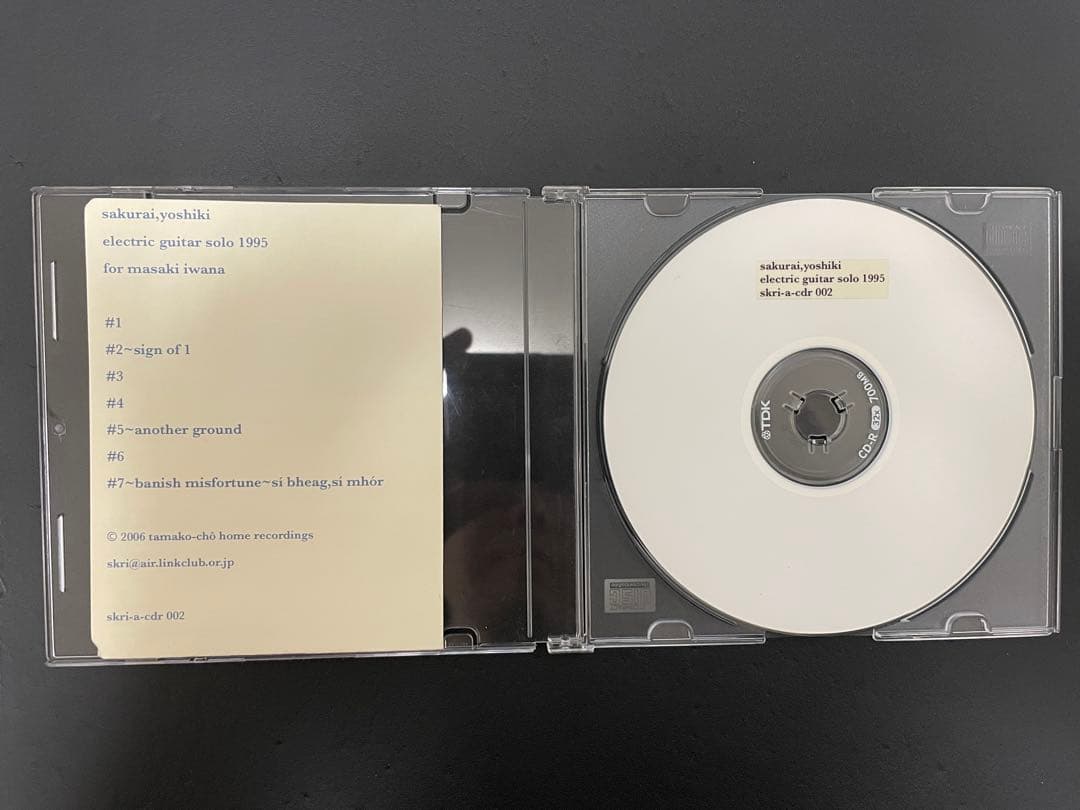 sakurai,yoshiki
electric guitar solo 1995
for masaki iwana
#1
#2~sign of 1
#3
#4
#5~another ground
#6
#7~banish misfortune~sí bheag,sí mhór
© 2006 tamako-chô home recordings
skri@air.linkclub.or.jp
skri-a-cdr 002
sakurai,yoshiki
electric guitar solo 1995
skri-a-cdr 002
TDK
CD-R 32x 700MB